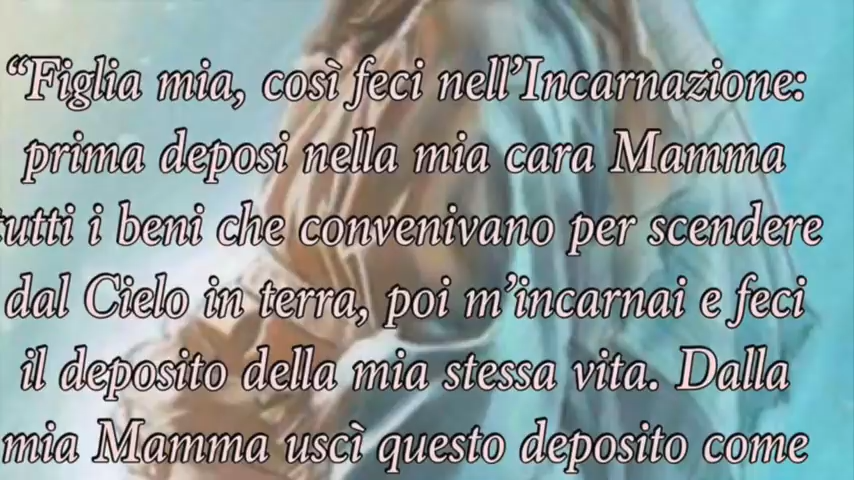 “Figlia mia, così feci nell’Incarnazione:
prima deposi nella mia cara Mamma
tutti i beni che convenivano per scendere
dal Cielo in terra, poi m’incarnai e feci
il deposito della mia stessa vita. Dalla
mia Mamma uscì questo deposito come